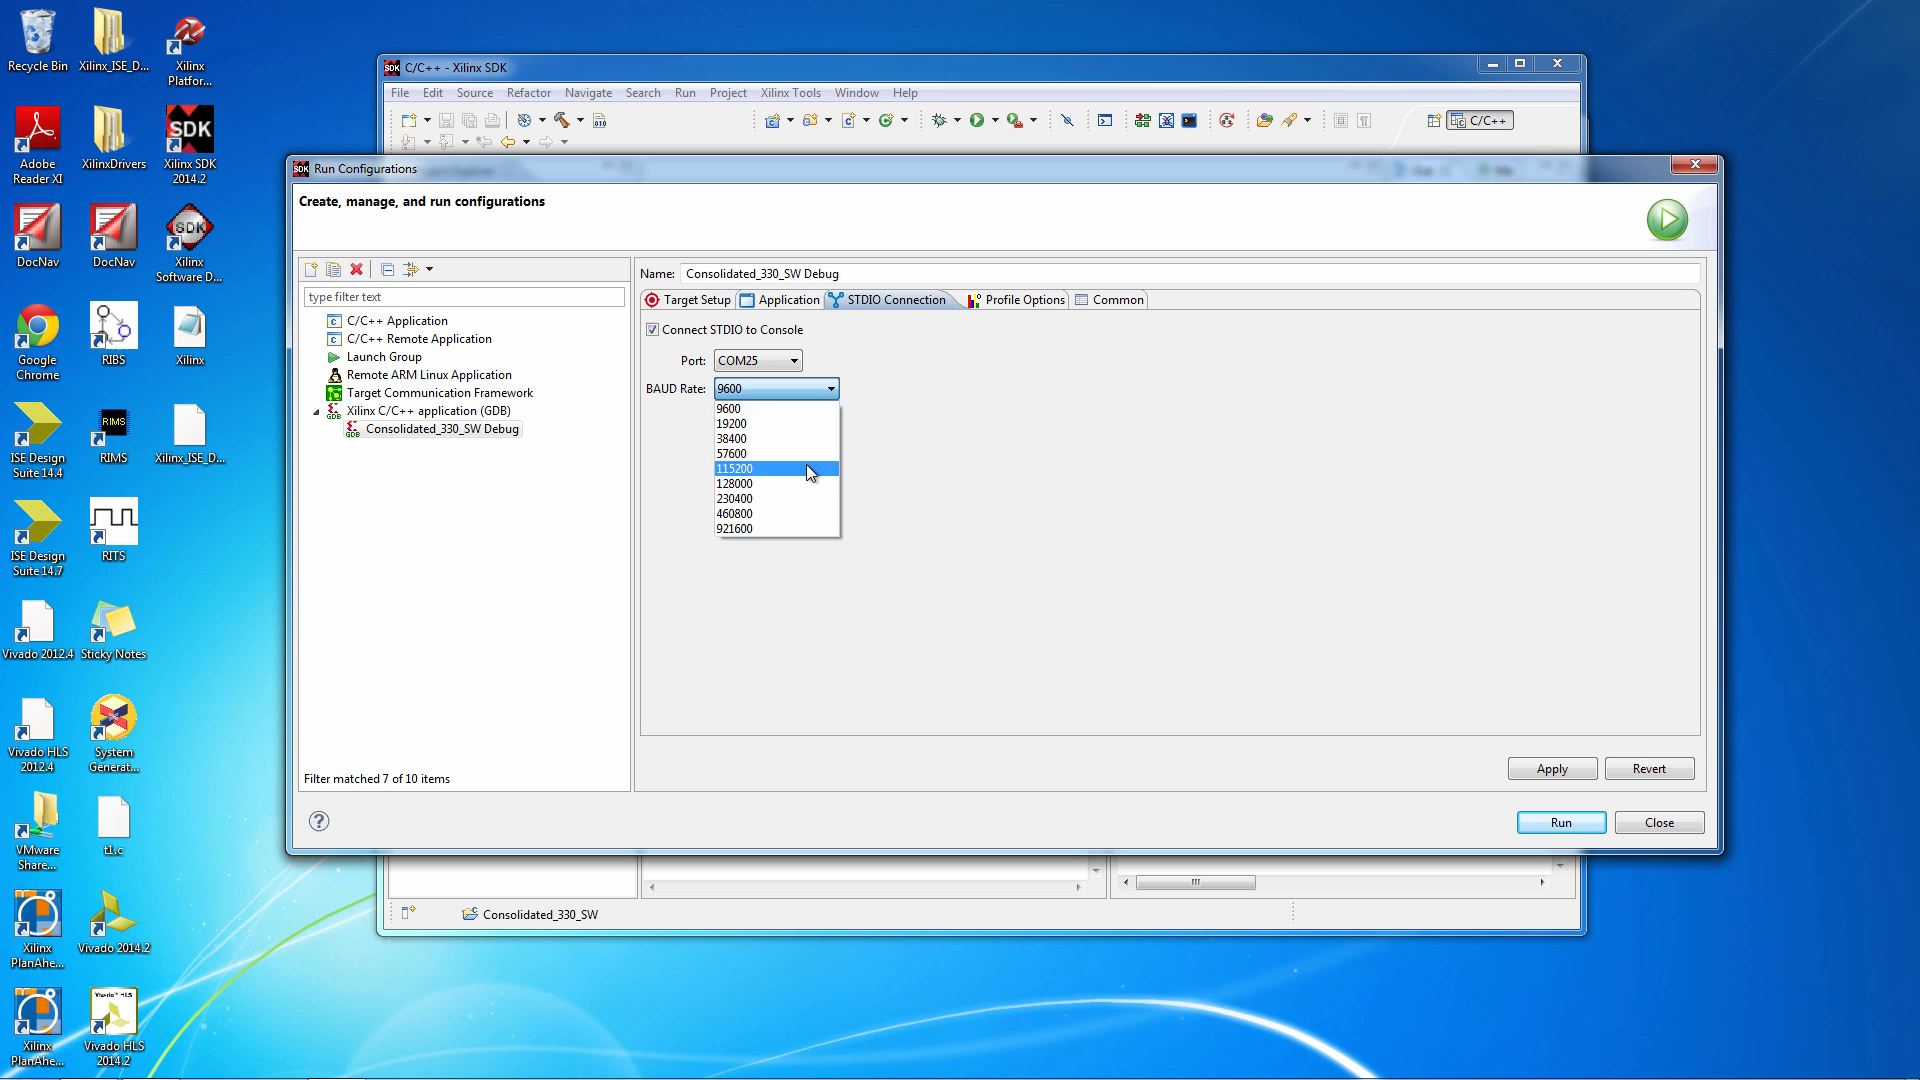 Recycle Bin
Xilinx_ISE_D...
Xilinx
Platfor...
Adobe
Reader XI
XilinxDrivers
SDK
Xilinx SDK
2014.2
DocNav
DocNav
SDK
Xilinx
Software D...
Google
Chrome
RIBS
Xilinx
ISE Design
Suite 14.4
RIMS
RIMS
Xilinx_ISE_D...
ISE Design
Suite 14.7
RITS
Vivado 2012.4
Sticky Notes
Vivado HLS
2012.4
System
Generat...
VMware
Share...
t1.c
Xilinx
PlanAhe...
Vivado 2014.2
Xilinx
PlanAhe...
Vivado HLS
2014.2
SDK C/C++ - Xilinx SDK
File Edit Source Refactor Navigate Search Run Project Xilinx Tools Window Help
010
C/C++
SDK Run Configurations
Create, manage, and run configurations
type filter text
C/C++ Application
C/C++ Remote Application
Launch Group
Remote ARM Linux Application
Target Communication Framework
Xilinx C/C++ application (GDB)
Consolidated_330_SW Debug
Filter matched 7 of 10 items
Name: Consolidated_330_SW Debug
Target Setup Application STDIO Connection Profile Options Common
Connect STDIO to Console
Port: COM25
BAUD Rate: 9600
9600
19200
38400
57600
115200
128000
230400
460800
921600
Apply Revert
Run Close
Consolidated_330_SW